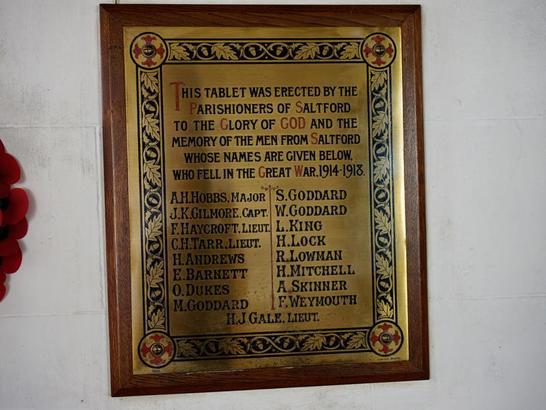 THIS TABLET WAS ERECTED BY THE
PARISHIONERS OF SALTFORD
TO THE GLORY OF GOD AND THE
MEMORY OF THE MEN FROM SALTFORD
WHOSE NAMES ARE GIVEN BELOW,
WHO FELL IN THE GREAT WAR, 1914-1918.
A.H. HOBBS, MAJOR
J.K. GILMORE, CAPT.
F. HAYCROFT, LIEUT.
C.H. TARR, LIEUT.
H. ANDREWS
E. BARNETT
O. DUKES
M. GODDARD
S. GODDARD
W. GODDARD
L. KING
H. LOCK
R. LOWMAN
H. MITCHELL
A. SKINNER
F. WEYMOUTH
H.J. GALE, LIEUT.